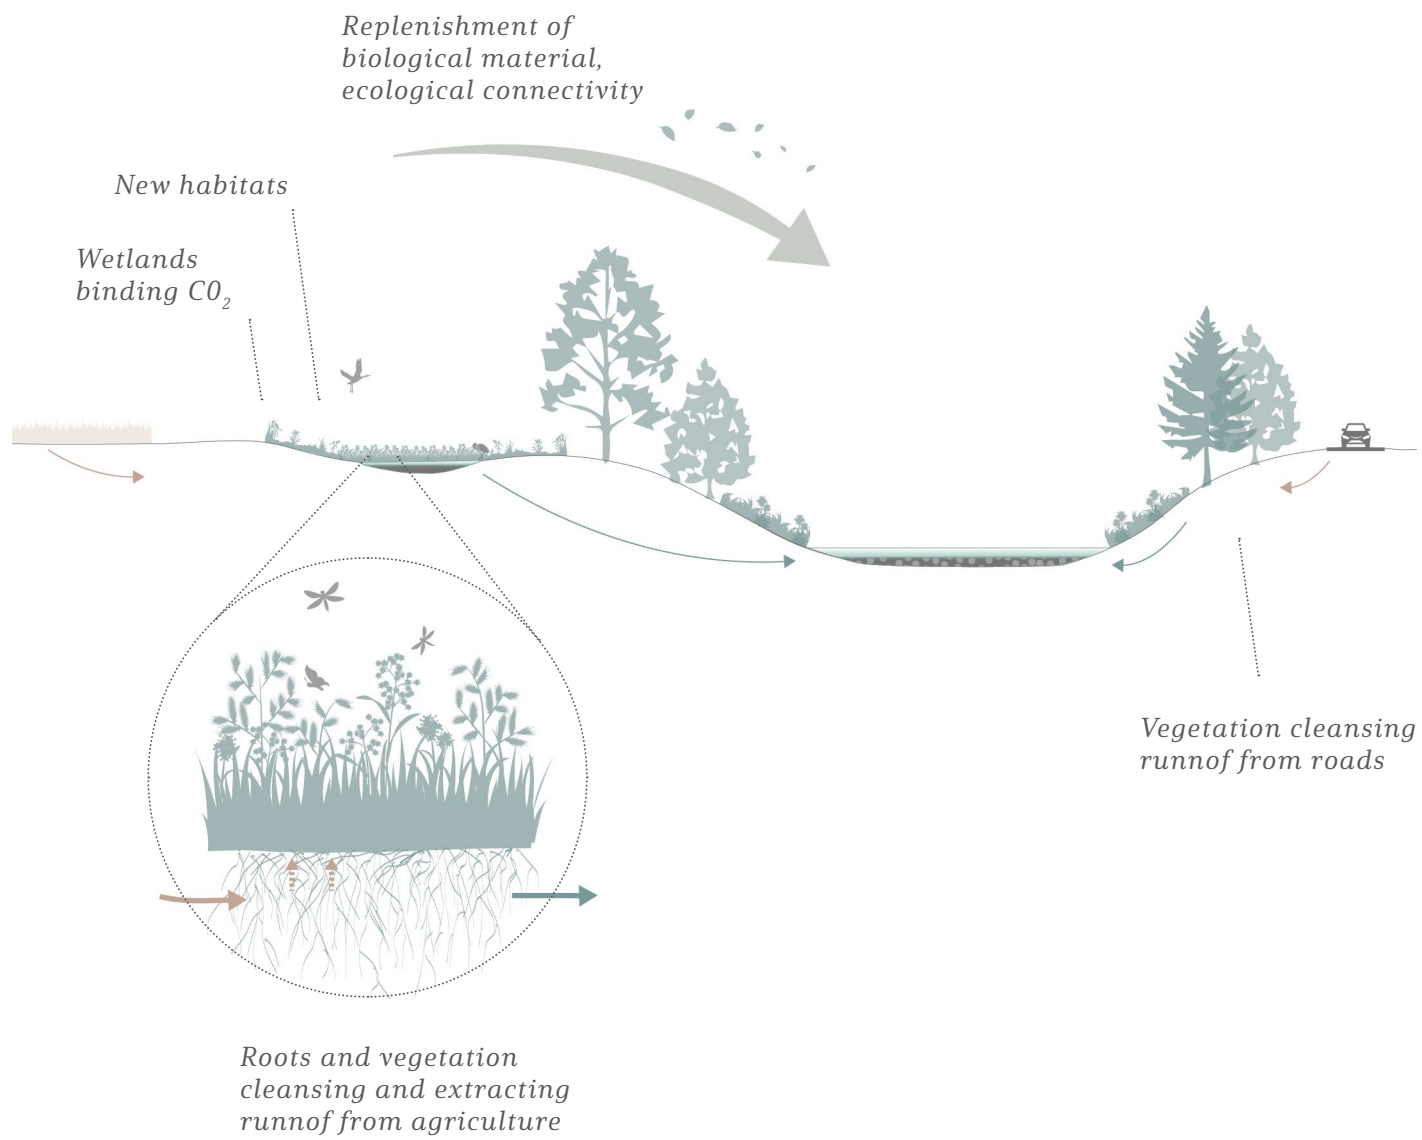 Replenishment of
biological material,
ecological connectivity
New habitats
Wetlands
binding C0₂
Vegetation cleansing
runnof from roads
Roots and vegetation
cleansing and extracting
runnof from agriculture